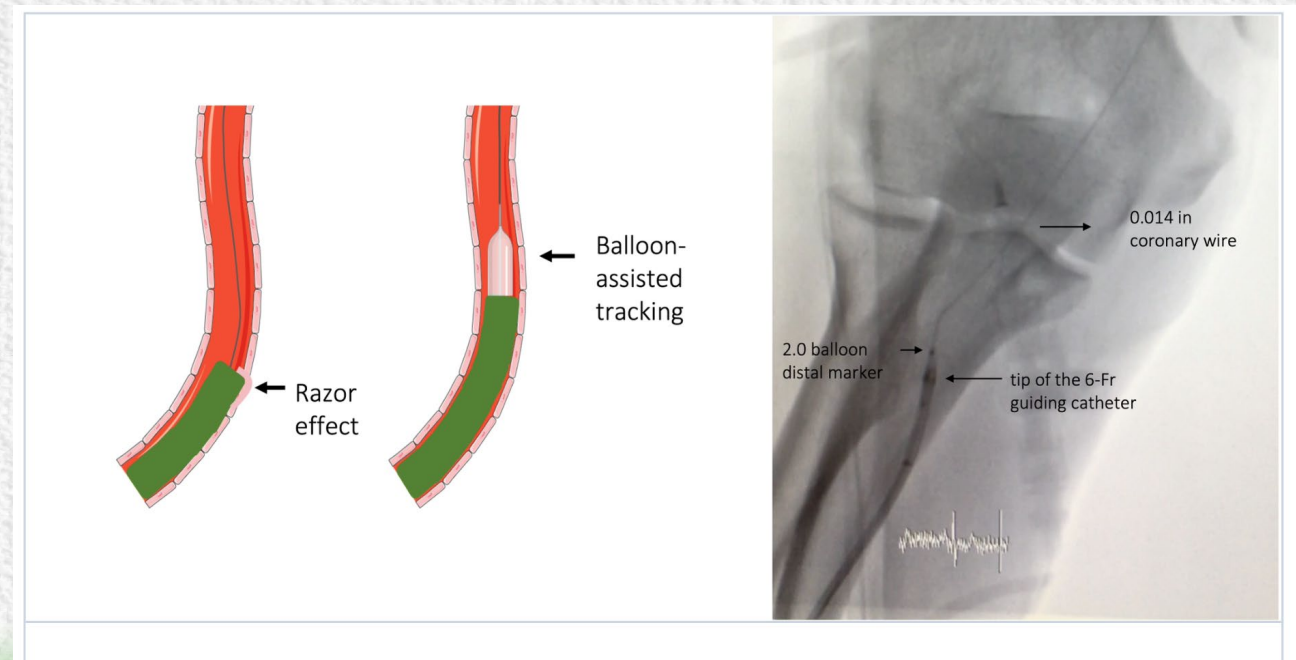 Razor
effect
Balloon-
assisted
tracking
0.014 in
coronary wire
2.0 balloon
distal marker
tip of the 6-Fr
guiding catheter